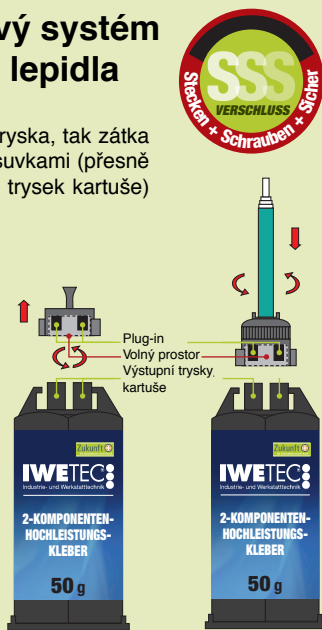 vý systém
lepidla
SSS
VERSCHLUSS
Stecken + Schrauben + Sicher
ryska, tak zátka
suvkami (přesně
trysek kartuše)
Plug-in
Volný prostor
Výstupní trysky
kartuše
Zukunft
IWETEC
Industrie- und Werkstatttechnik
2-KOMPONENTEN-
HOCHLEISTUNGS-
KLEBER
50 g
Zukunft
IWETEC
Industrie- und Werkstatttechnik
2-KOMPONENTEN-
HOCHLEISTUNGS-
KLEBER
50 g